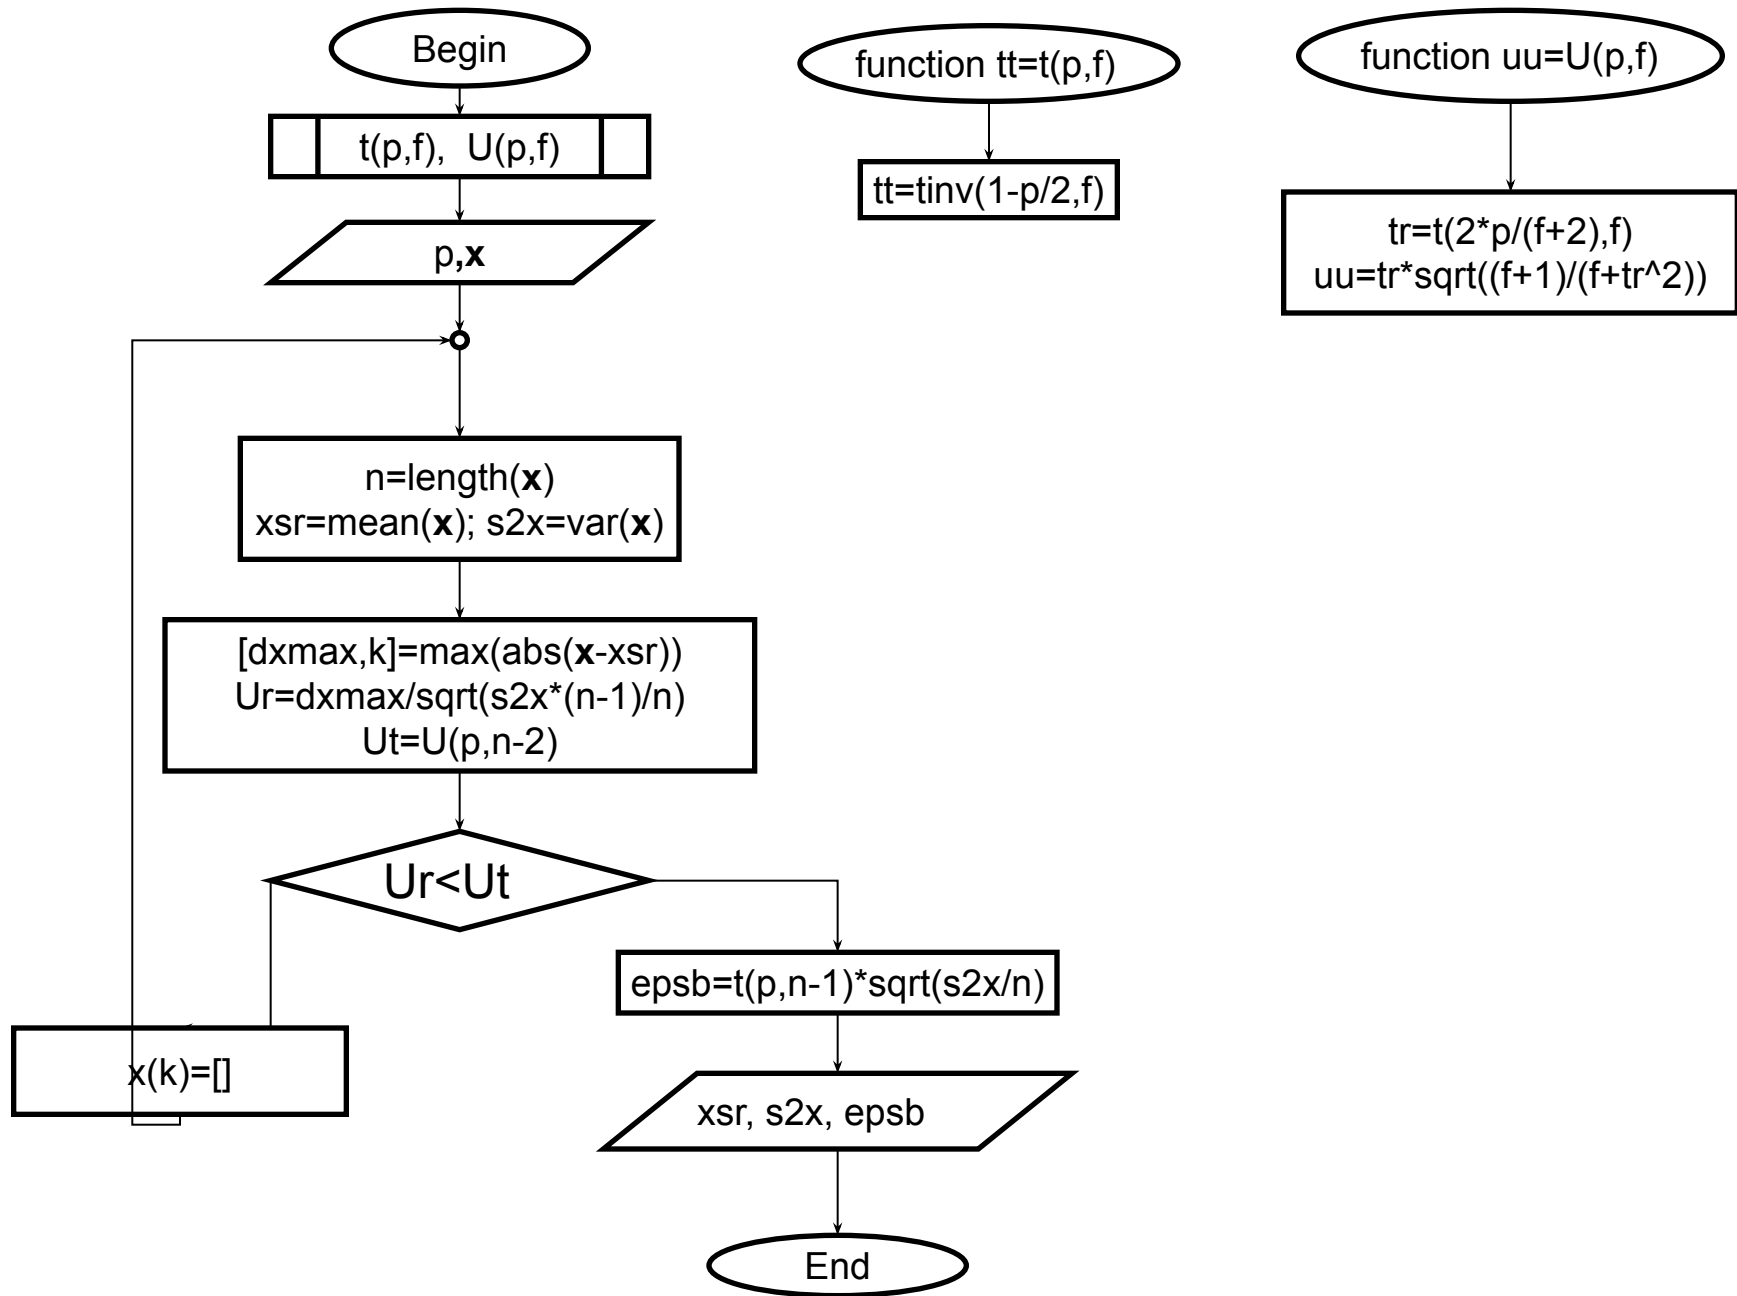 Begin
t(p,f), U(p,f)
p,x
n=length(x)
xsr=mean(x); s2x=var(x)
[dxmax,k]=max(abs(x-xsr))
Ur=dxmax/sqrt(s2x*(n-1)/n)
Ut=U(p,n-2)
Ur<Ut
x(k)=[]
epsb=t(p,n-1)*sqrt(s2x/n)
xsr, s2x, epsb
End
function tt=t(p,f)
tt=tinv(1-p/2,f)
function uu=U(p,f)
tr=t(2*p/(f+2),f)
uu=tr*sqrt((f+1)/(f+tr^2))